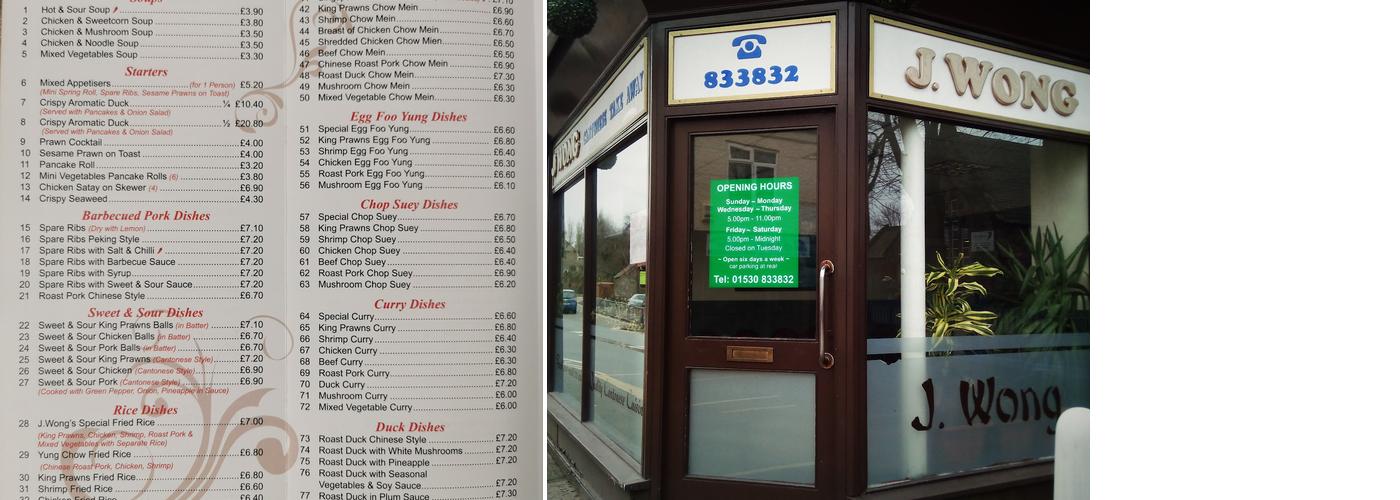 Soups
1 Hot & Sour Soup £3.90
2 Chicken & Sweetcorn Soup £3.80
3 Chicken & Mushroom Soup £3.50
4 Chicken & Noodle Soup £3.50
5 Mixed Vegetables Soup £3.30
Starters
6 Mixed Appetisers (for 1 Person) £5.20
(Mini Spring Roll, Spare Ribs, Sesame Prawns on Toast)
7 Crispy Aromatic Duck ¼ £10.40
(Served with Pancakes & Onion Salad)
8 Crispy Aromatic Duck ½ £20.80
(Served with Pancakes & Onion Salad)
9 Prawn Cocktail £4.00
10 Sesame Prawn on Toast £4.00
11 Pancake Roll £3.20
12 Mini Vegetables Pancake Rolls (6) £3.80
13 Chicken Satay on Skewer (4) £6.90
14 Crispy Seaweed £4.30
Barbecued Pork Dishes
15 Spare Ribs (Dry with Lemon) £7.10
16 Spare Ribs Peking Style £7.20
17 Spare Ribs with Salt & Chilli £7.20
18 Spare Ribs with Barbecue Sauce £7.20
19 Spare Ribs with Syrup £7.20
20 Spare Ribs with Sweet & Sour Sauce £7.20
21 Roast Pork Chinese Style £6.70
Sweet & Sour Dishes
22 Sweet & Sour King Prawns Balls (in Batter) £7.10
23 Sweet & Sour Chicken Balls (in Batter) £6.70
24 Sweet & Sour Pork Balls (in Batter) £6.70
25 Sweet & Sour King Prawns (Cantonese Style) £7.20
26 Sweet & Sour Chicken (Cantonese Style) £6.90
27 Sweet & Sour Pork (Cantonese Style) £6.90
(Cooked with Green Pepper, Onion, Pineapple in Sauce)
Rice Dishes
28 J.Wong's Special Fried Rice £7.00
(King Prawns, Chicken, Shrimp, Roast Pork &
Mixed Vegetables with Separate Rice)
29 Yung Chow Fried Rice £6.80
(Chinese Roast Pork, Chicken, Shrimp)
30 King Prawns Fried Rice £6.80
31 Shrimp Fried Rice £6.60
32 Chicken Fried Rice £6.40
£7.10
42 King Prawns Chow Mein £6.90
43 Shrimp Chow Mein £6.60
44 Breast of Chicken Chow Mein £6.70
45 Shredded Chicken Chow Mien £6.50
46 Beef Chow Mein £6.50
47 Chinese Roast Pork Chow Mein £6.90
48 Roast Duck Chow Mein £7.30
49 Mushroom Chow Mein £6.30
50 Mixed Vegetable Chow Mein £6.30
Egg Foo Yung Dishes
51 Special Egg Foo Yung £6.60
52 King Prawns Egg Foo Yung £6.80
53 Shrimp Egg Foo Yung £6.40
54 Chicken Egg Foo Yung £6.30
55 Roast Pork Egg Foo Yung £6.60
56 Mushroom Egg Foo Yung £6.10
Chop Suey Dishes
57 Special Chop Suey £6.70
58 King Prawns Chop Suey £6.80
59 Shrimp Chop Suey £6.50
60 Chicken Chop Suey £6.40
61 Beef Chop Suey £6.40
62 Roast Pork Chop Suey £6.90
63 Mushroom Chop Suey £6.20
Curry Dishes
64 Special Curry £6.60
65 King Prawns Curry £6.80
66 Shrimp Curry £6.40
67 Chicken Curry £6.30
68 Beef Curry £6.30
69 Roast Pork Curry £6.80
70 Duck Curry £7.20
71 Mushroom Curry £6.00
72 Mixed Vegetable Curry £6.00
Duck Dishes
73 Roast Duck Chinese Style £7.20
74 Roast Duck with White Mushrooms £7.20
75 Roast Duck with Pineapple £7.20
76 Roast Duck with Seasonal
Vegetables & Soy Sauce £7.20
77 Roast Duck in Plum Sauce £7.30
J. WONG CANTONESE TAKE AWAY
833832
J. WONG
OPENING HOURS
Sunday ~ Monday
Wednesday ~ Thursday
5.00pm - 11.00pm
Friday ~ Saturday
5.00pm - Midnight
Closed on Tuesday
~ Open six days a week ~
car parking at rear
Tel: 01530 833832
Quality Cantonese Cuisine
J. Wong